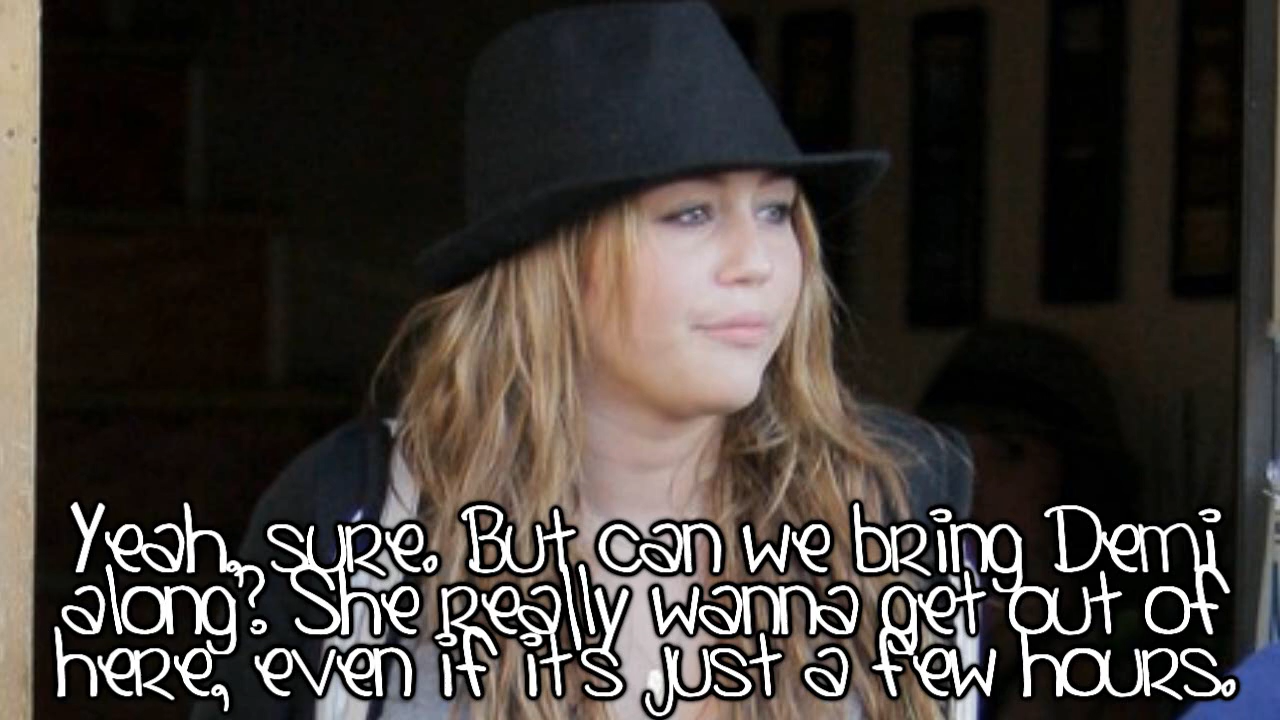 Yeah, sure. But can we bring Demi
along? She really wanna get out of
here, even if it's just a few hours.